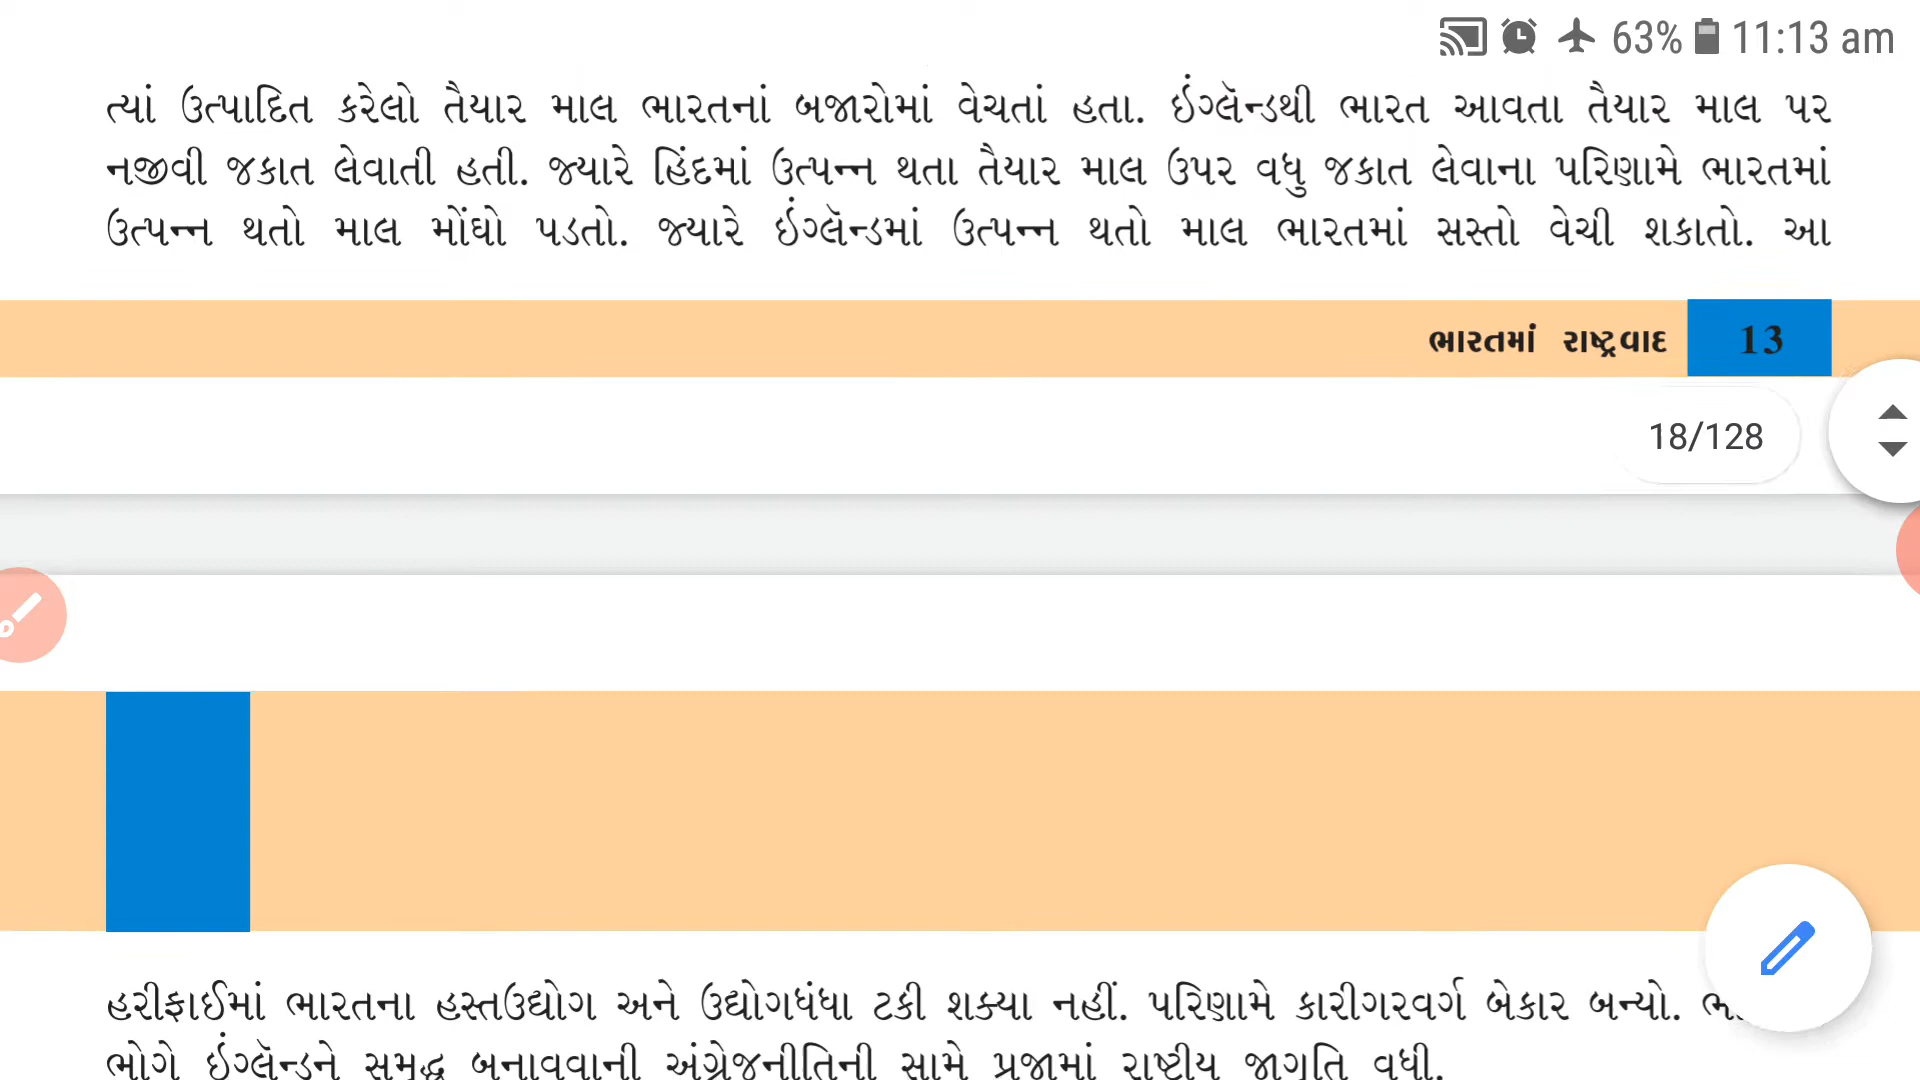 63% 11:13 am
ત્યાં ઉત્પાદિત કરેલો તૈયાર માલ ભારતનાં બજારોમાં વેચતાં હતા. ઇંગ્લૅન્ડથી ભારત આવતા તૈયાર માલ પર
નજીવી જકાત લેવાતી હતી. જ્યારે હિંદમાં ઉત્પન્ન થતા તૈયાર માલ ઉપર વધુ જકાત લેવાના પરિણામે ભારતમાં
ઉત્પન્ન થતો માલ મોંઘો પડતો. જ્યારે ઇંગ્લૅન્ડમાં ઉત્પન્ન થતો માલ ભારતમાં સસ્તો વેચી શકાતો. આ
ભારતમાં રાષ્ટ્રવાદ 13
18/128
હરીફાઈમાં ભારતના હસ્તઉદ્યોગ અને ઉદ્યોગધંધા ટકી શક્યા નહીં. પરિણામે કારીગરવર્ગ બેકાર બન્યો.
ભોગે ઇંગ્લૅન્ડને સમૃદ્ધ બનાવવાની અંગ્રેજનીતિની સામે પ્રજામાં રાષ્ટ્રીય જાગૃતિ વધી.